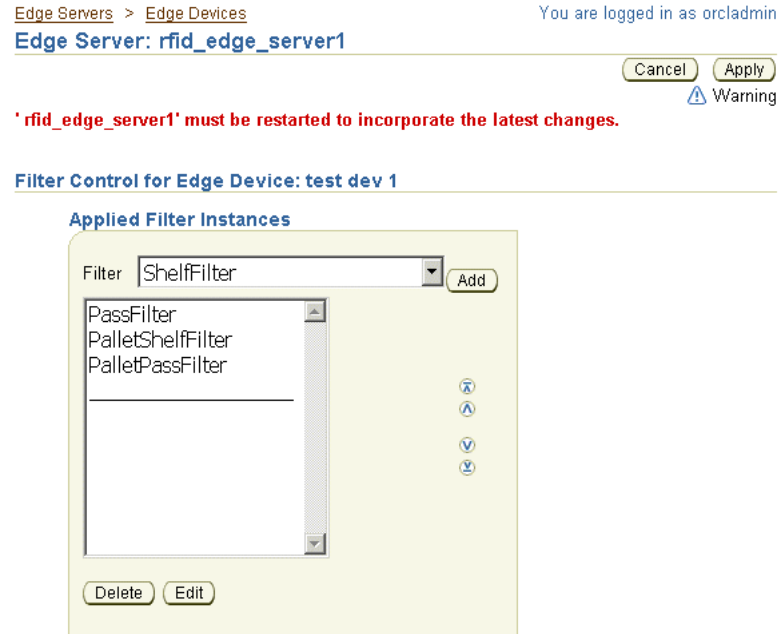 Edge Servers > Edge Devices You are logged in as orcladmin
Edge Server: rfid_edge_server1
Cancel Apply
Warning
' rfid_edge_server1' must be restarted to incorporate the latest changes.
Filter Control for Edge Device: test dev 1
Applied Filter Instances
Filter ShelfFilter Add
PassFilter
PalletShelfFilter
PalletPassFilter
Delete Edit